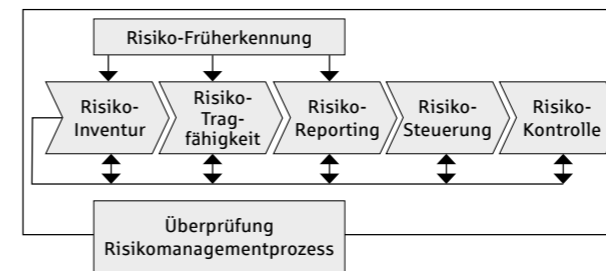 Risiko-Früherkennung
Risiko-
Inventur
Risiko-
Trag-
fähigkeit
Risiko-
Reporting
Risiko-
Steuerung
Risiko-
Kontrolle
Überprüfung
Risikomanagementprozess